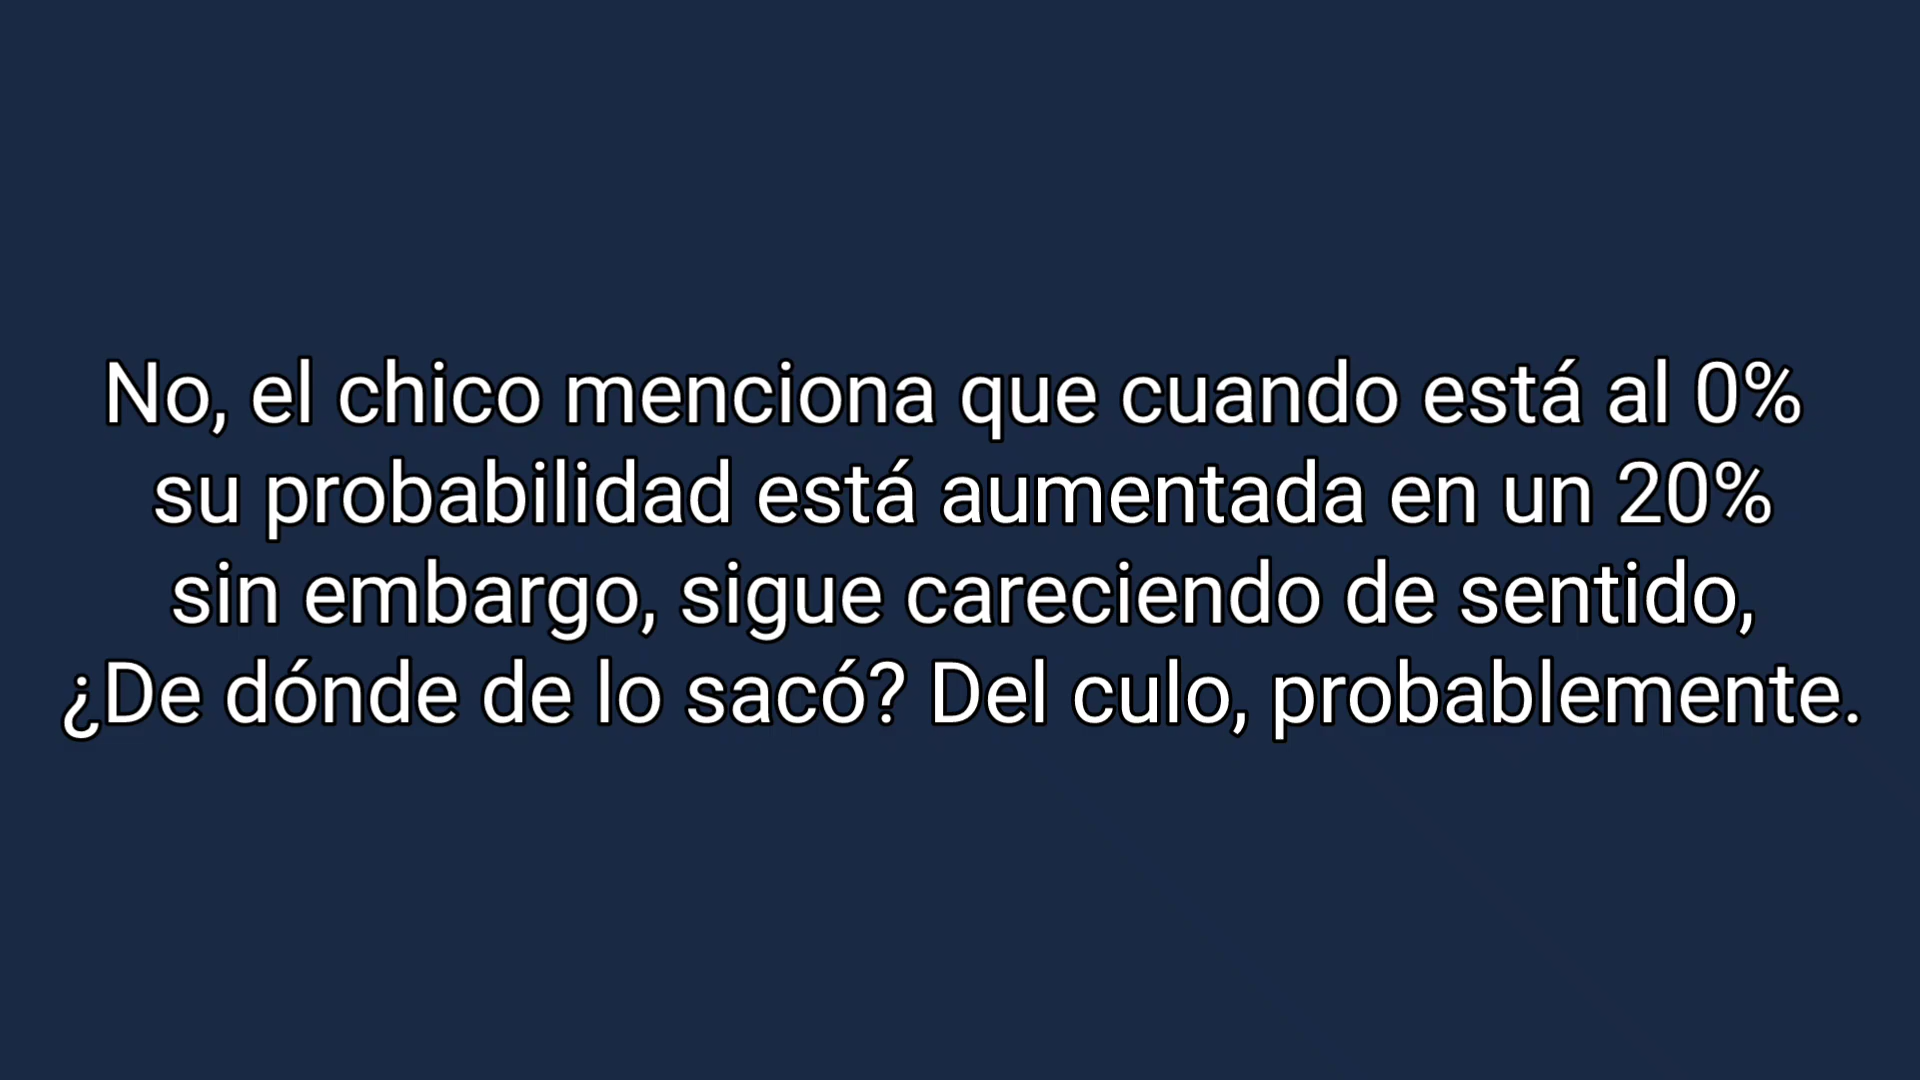 No, el chico menciona que cuando está al 0%
su probabilidad está aumentada en un 20%
sin embargo, sigue careciendo de sentido,
¿De dónde de lo sacó? Del culo, probablemente.